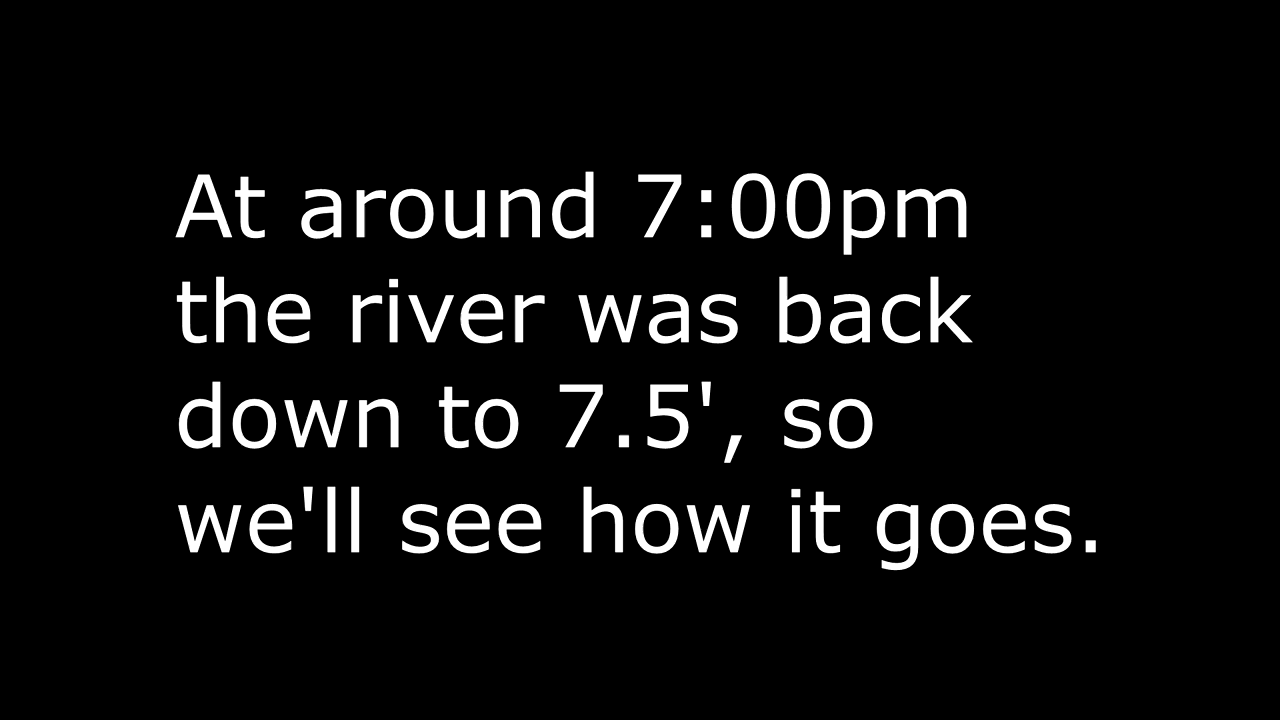 At around 7:00pm
the river was back
down to 7.5', so
we'll see how it goes.